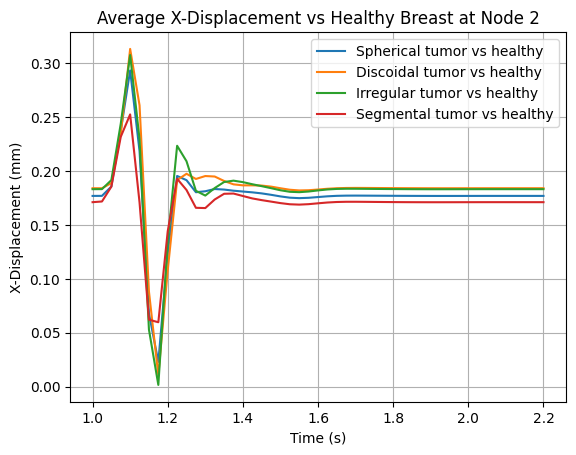 Average X-Displacement vs Healthy Breast at Node 2
Spherical tumor vs healthy
Discoidal tumor vs healthy
Irregular tumor vs healthy
Segmental tumor vs healthy
X-Displacement (mm)
0.30
0.25
0.20
0.15
0.10
0.05
0.00
1.0 1.2 1.4 1.6 1.8 2.0 2.2
Time (s)